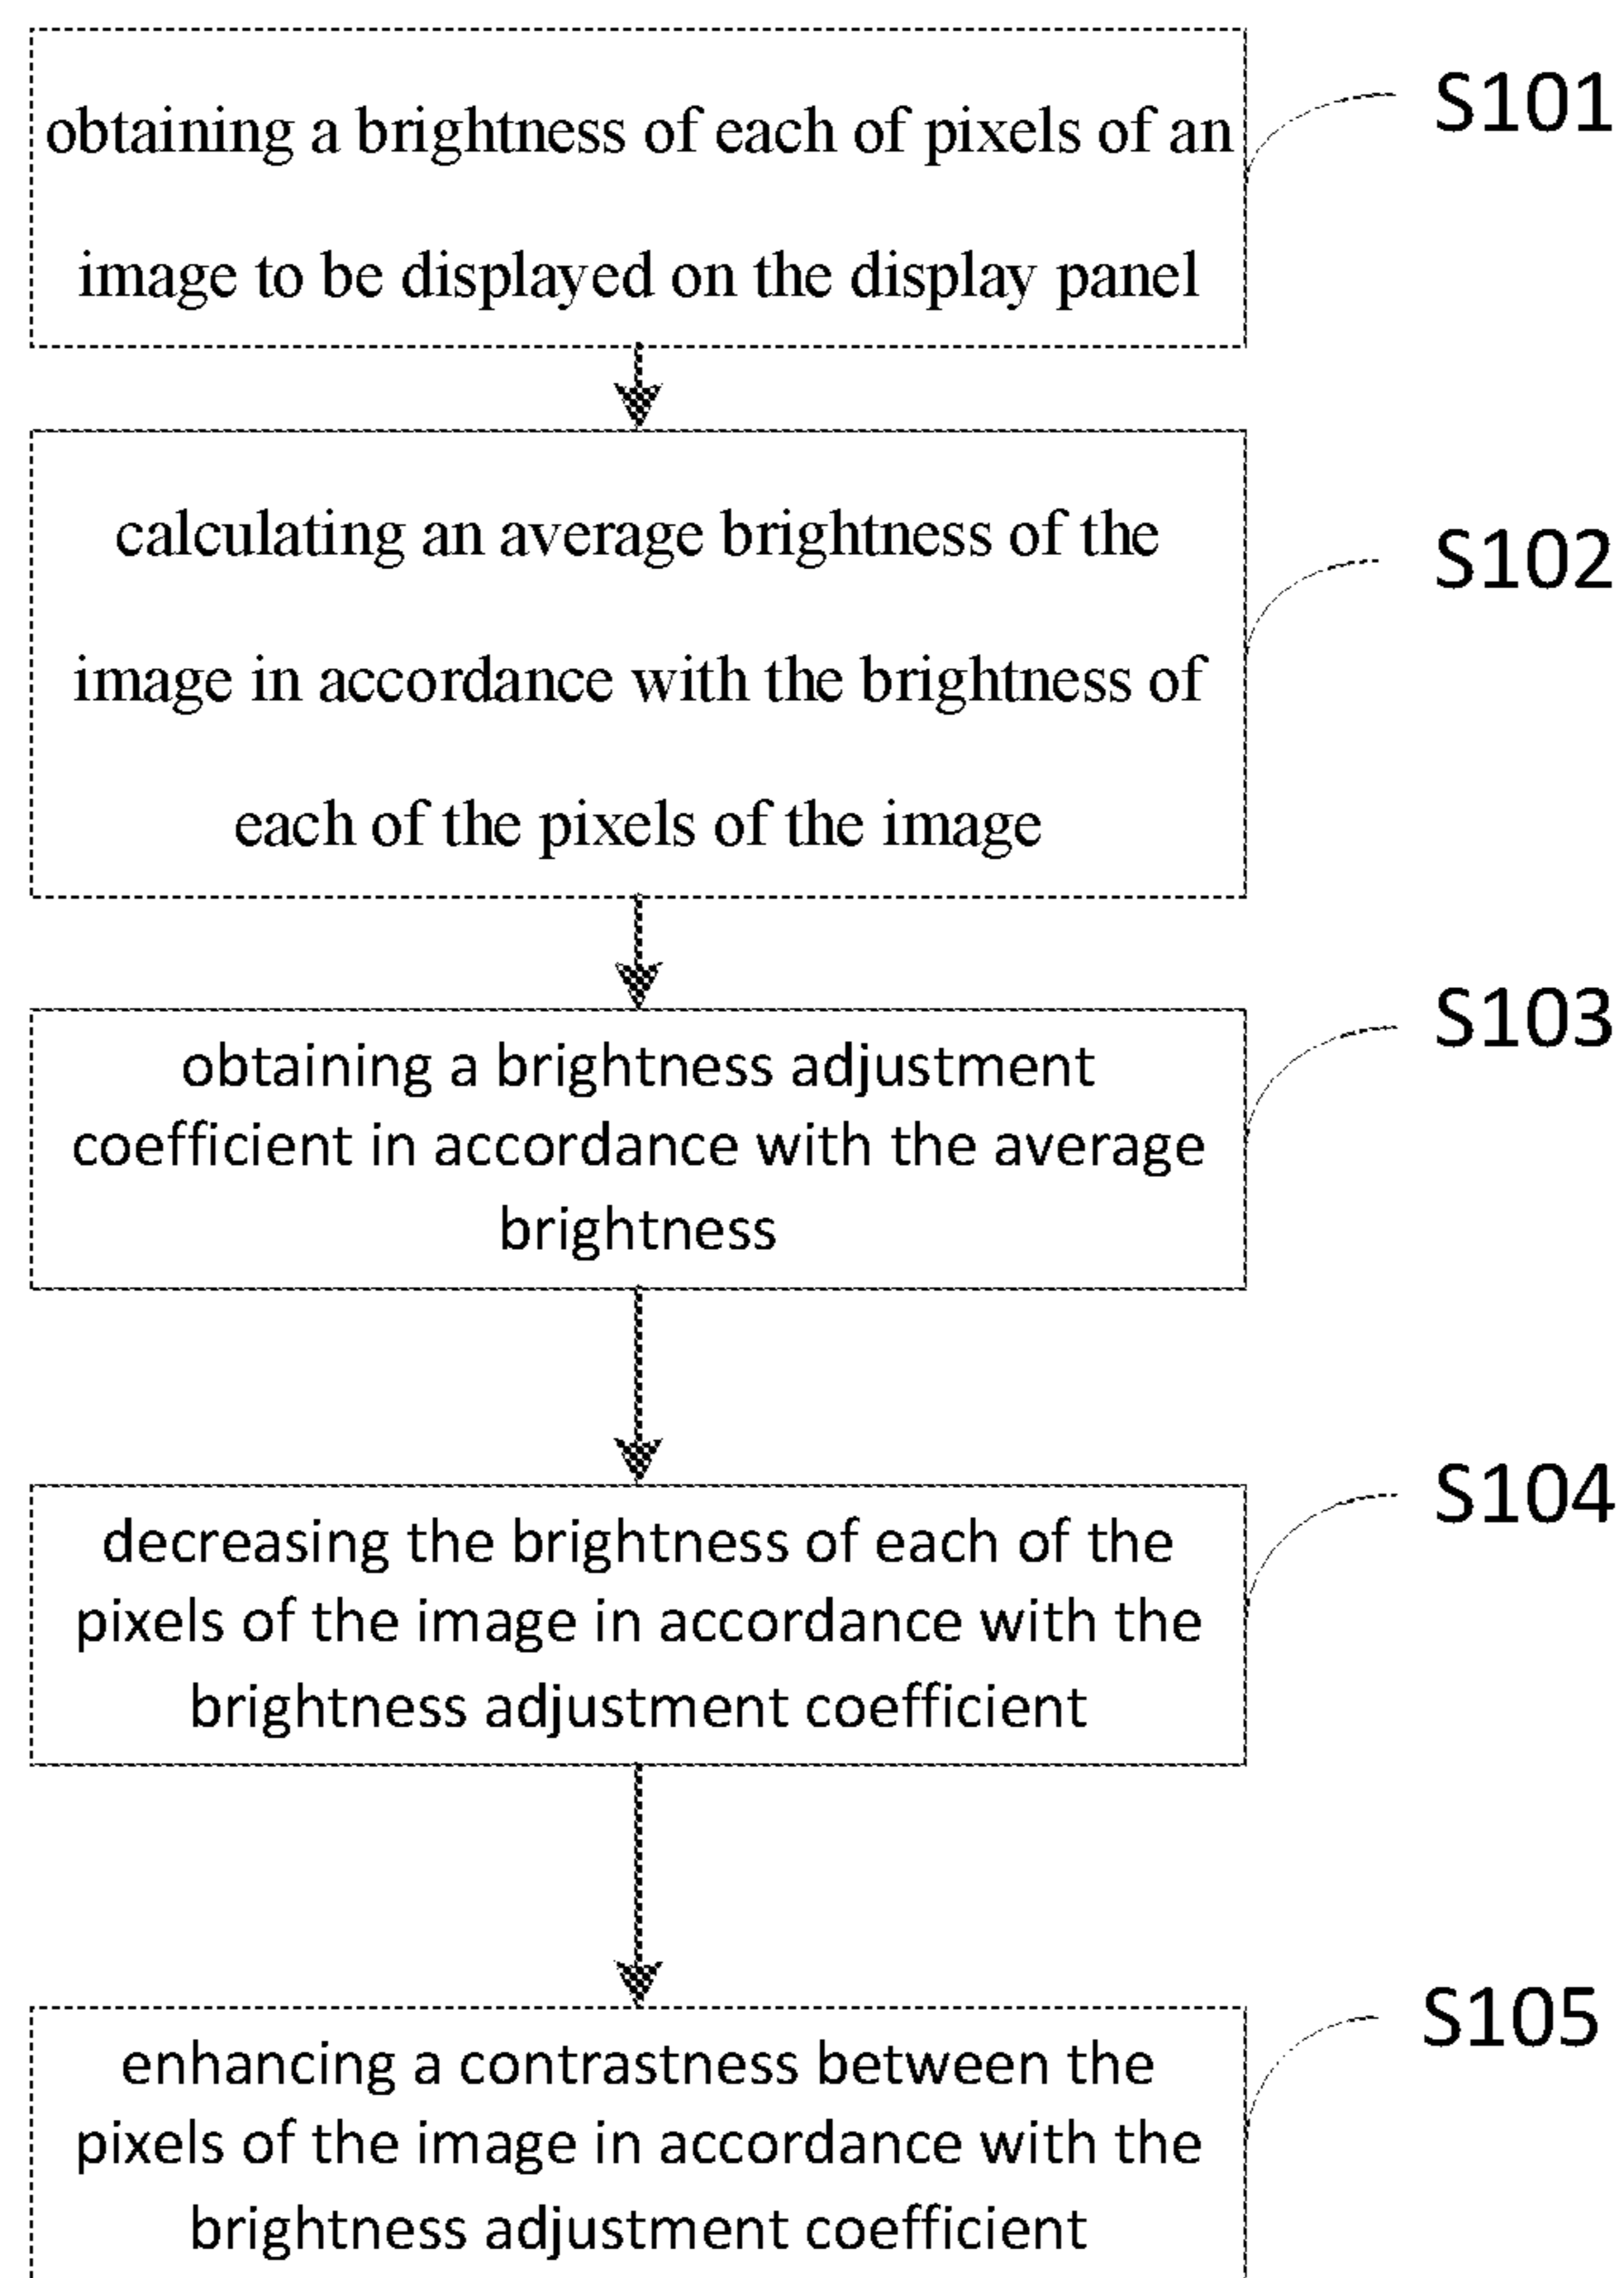 obtaining a brightness of each of pixels of an
image to be displayed on the display panel
S101
calculating an average brightness of the
image in accordance with the brightness of
each of the pixels of the image
S102
obtaining a brightness adjustment
coefficient in accordance with the average
brightness
S103
decreasing the brightness of each of the
pixels of the image in accordance with the
brightness adjustment coefficient
S104
enhancing a contrastness between the
pixels of the image in accordance with the
brightness adjustment coefficient
S105